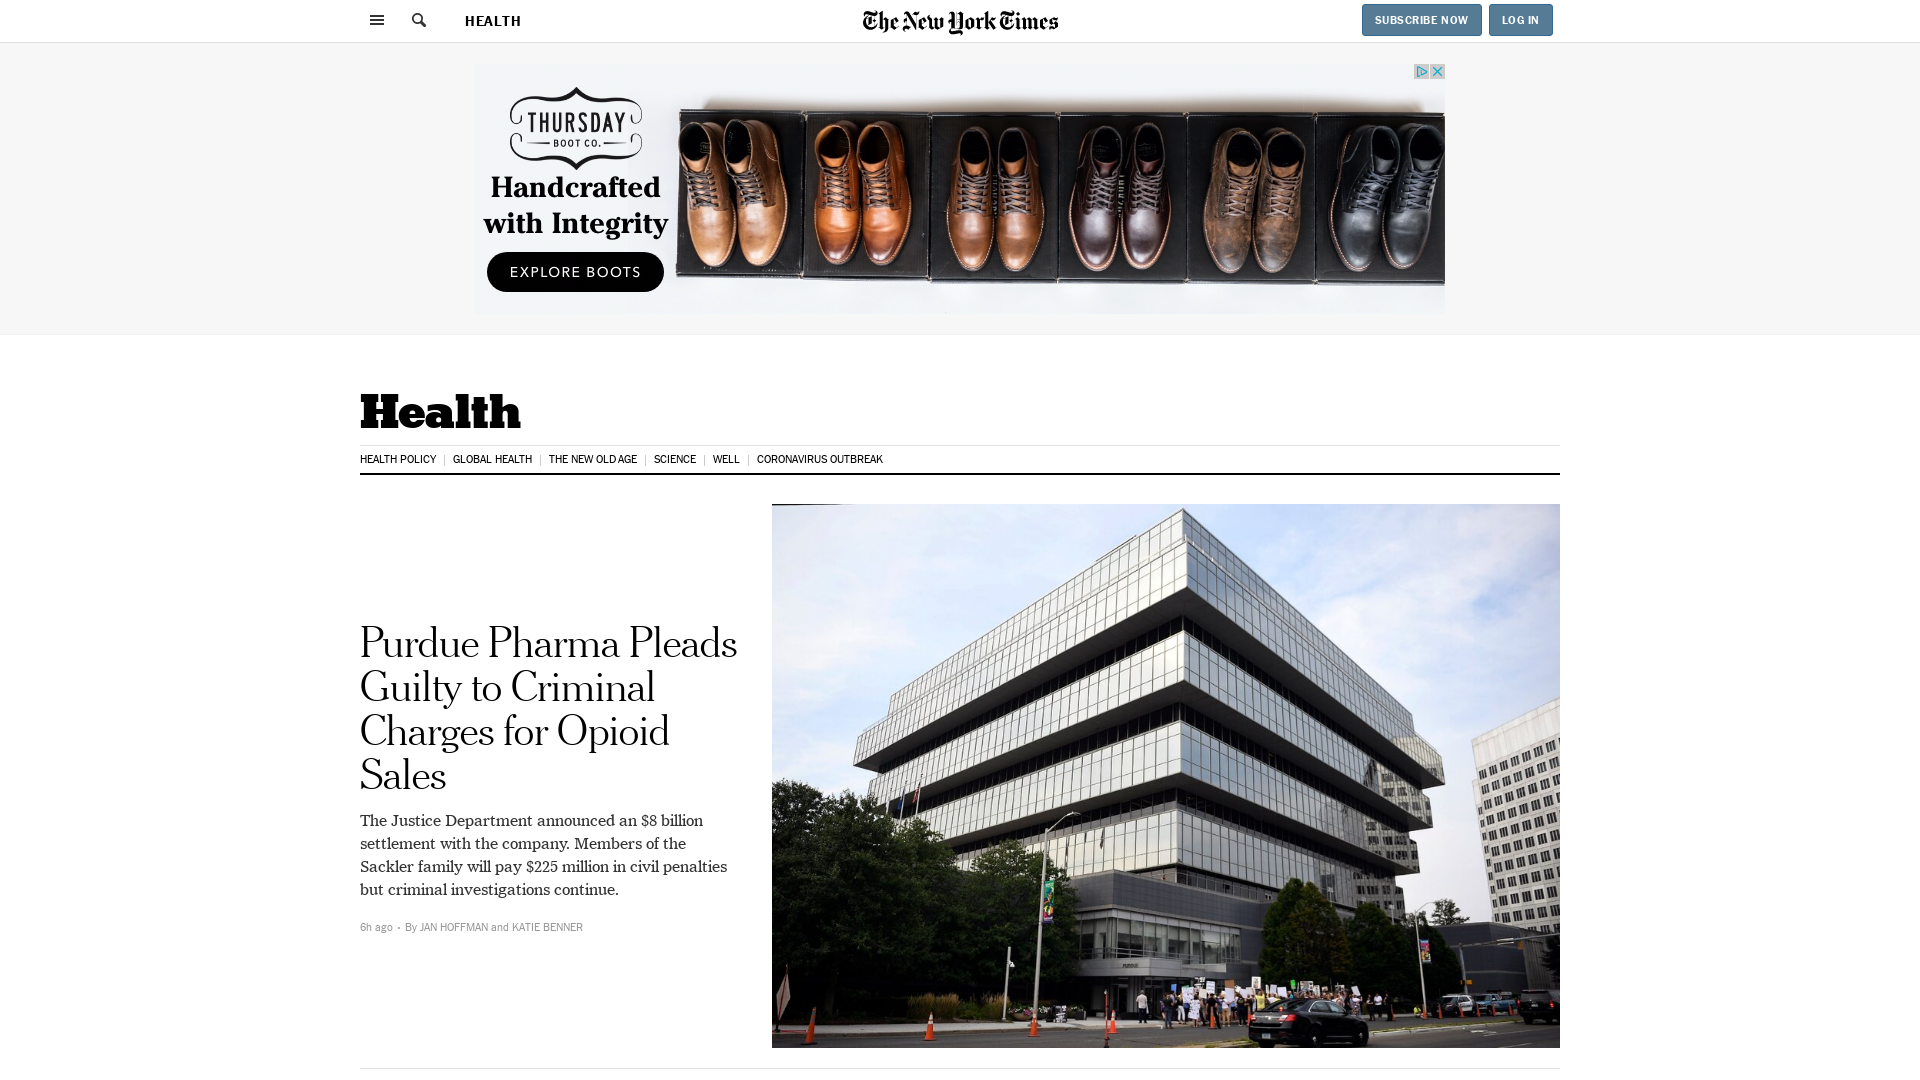 HEALTH
The New York Times
SUBSCRIBE NOW
LOG IN
THURSDAY
BOOT CO.
Handcrafted
with Integrity
EXPLORE BOOTS
Health
HEALTH POLICY
GLOBAL HEALTH
THE NEW OLD AGE
SCIENCE
WELL
CORONAVIRUS OUTBREAK
Purdue Pharma Pleads
Guilty to Criminal
Charges for Opioid
Sales
The Justice Department announced an $8 billion
settlement with the company. Members of the
Sackler family will pay $225 million in civil penalties
but criminal investigations continue.
6h ago • By JAN HOFFMAN and KATIE BENNER
PURDUE